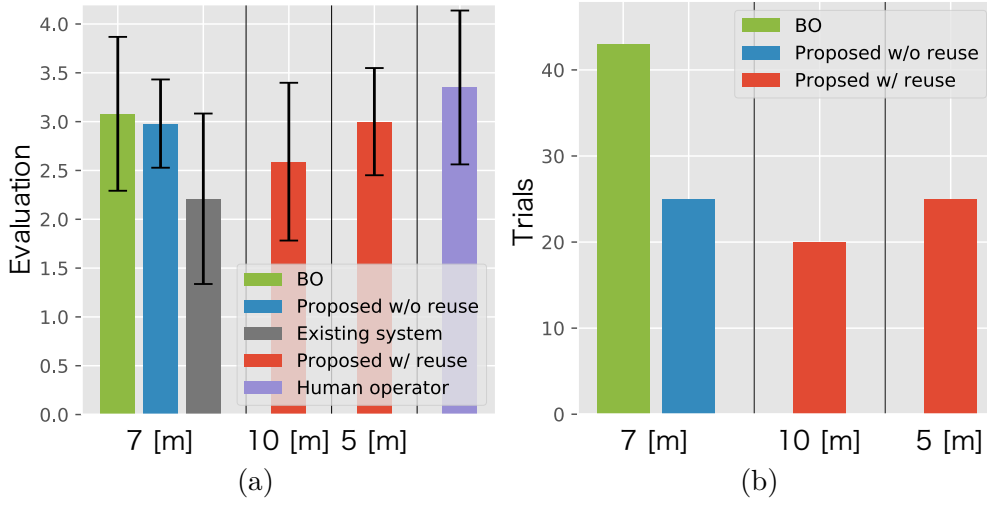 4.0
3.5
3.0
2.5
2.0
1.5
1.0
0.5
0.0
Evaluation
BO
Proposed w/o reuse
Existing system
Proposed w/ reuse
Human operator
7 [m]
10 [m]
5 [m]
(a)
40
30
20
10
0
Trials
BO
Proposed w/o reuse
Propsed w/ reuse
7 [m]
10 [m]
5 [m]
(b)